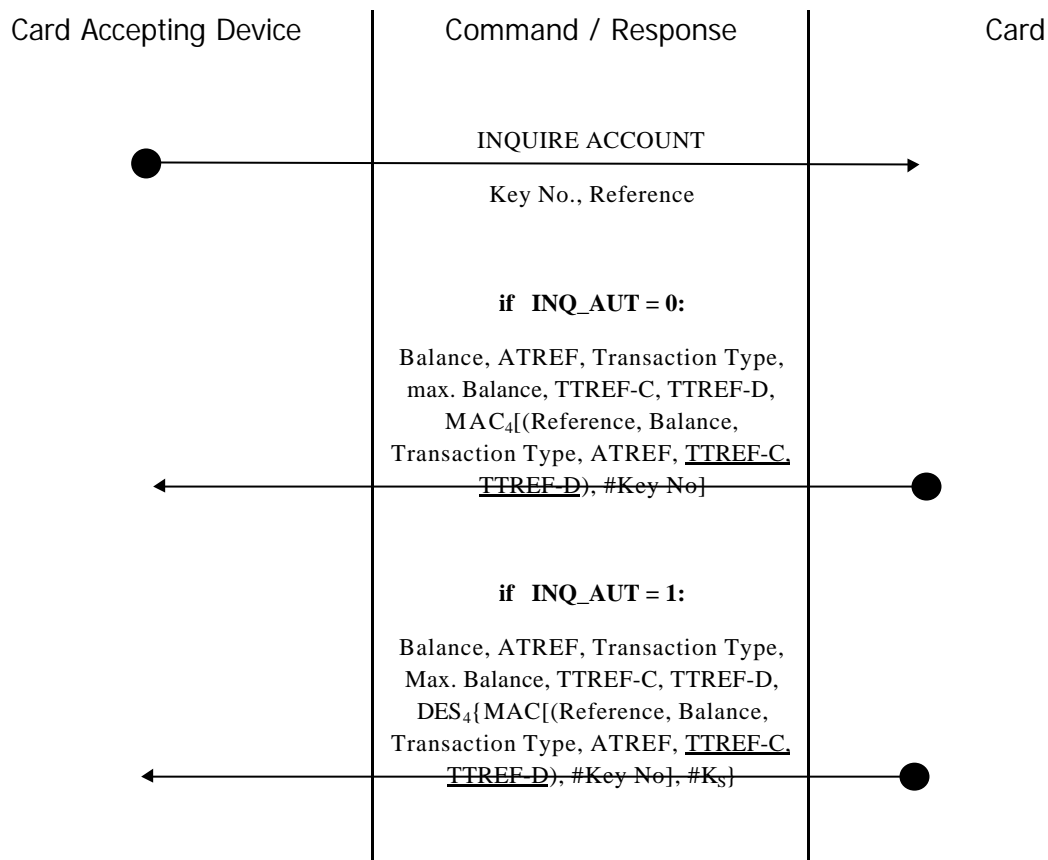 Card Accepting Device Command / Response Card
INQUIRE ACCOUNT
Key No., Reference
if INQ_AUT = 0:
Balance, ATREF, Transaction Type,
max. Balance, TTREF-C, TTREF-D,
MAC₄[(Reference, Balance,
Transaction Type, ATREF, TTREF-C,
TTREF-D), #Key No]
if INQ_AUT = 1:
Balance, ATREF, Transaction Type,
Max. Balance, TTREF-C, TTREF-D,
DES₄{MAC[(Reference, Balance,
Transaction Type, ATREF, TTREF-C,
TTREF-D), #Key No], #Kₛ}